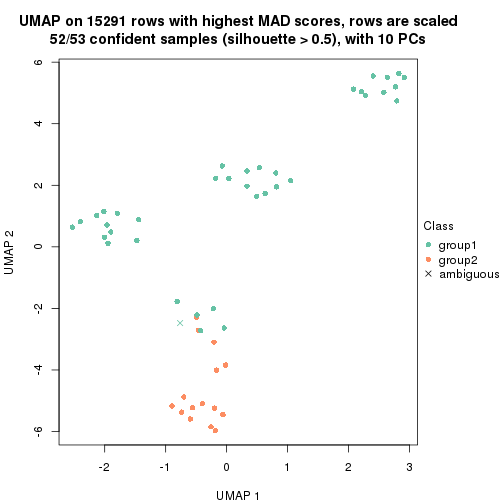 UMAP on 15291 rows with highest MAD scores, rows are scaled
52/53 confident samples (silhouette > 0.5), with 10 PCs
6
4
2
0
-2
-4
-6
UMAP 2
-2
-1
0
1
2
3
UMAP 1
Class
group1
group2
ambiguous